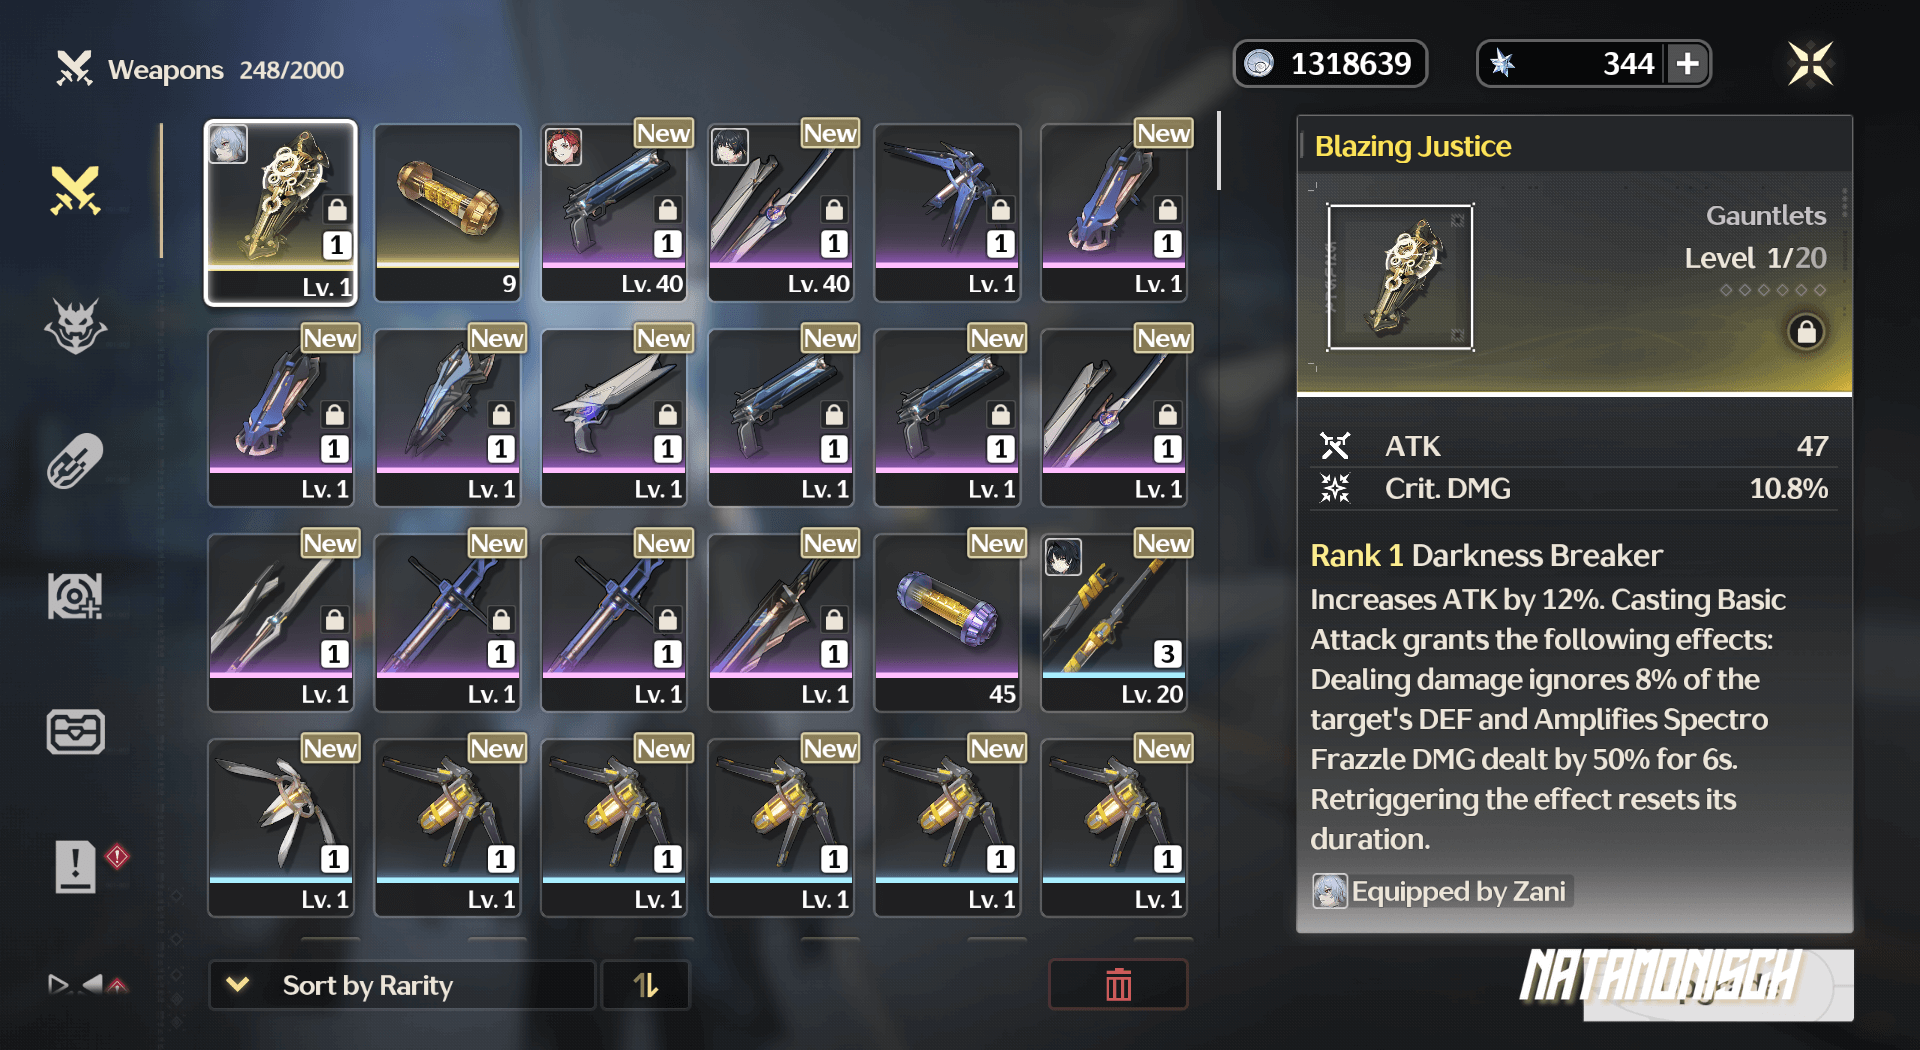 Weapons 248/2000
1318639
344
1
Lv. 1
9
New
1
Lv. 40
New
1
Lv. 40
1
Lv. 1
New
1
Lv. 1
New
1
Lv. 1
New
1
Lv. 1
New
1
Lv. 1
New
1
Lv. 1
New
1
Lv. 1
New
1
Lv. 1
New
1
Lv. 1
New
1
Lv. 1
New
1
Lv. 1
New
1
Lv. 1
New
45
New
3
Lv. 20
New
1
Lv. 1
New
1
Lv. 1
New
1
Lv. 1
New
1
Lv. 1
New
1
Lv. 1
New
1
Lv. 1
Sort by Rarity
Blazing Justice
Gauntlets
Level 1/20
ATK 47
Crit. DMG 10.8%
Rank 1 Darkness Breaker
Increases ATK by 12%. Casting Basic
Attack grants the following effects:
Dealing damage ignores 8% of the
target's DEF and Amplifies Spectro
Frazzle DMG dealt by 50% for 6s.
Retriggering the effect resets its
duration.
Equipped by Zani
NATAMONISCH